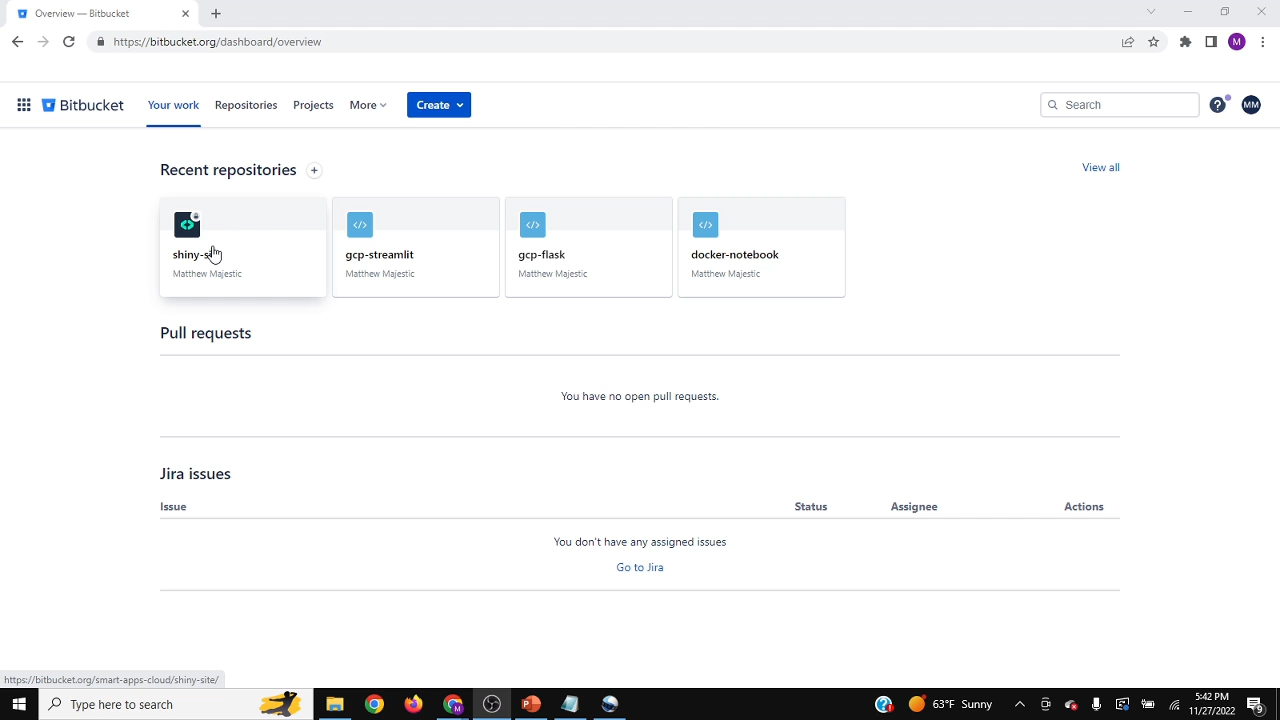 Overview — Bitbucket
https://bitbucket.org/dashboard/overview
M
Bitbucket
Your work
Repositories
Projects
More
Create
Search
?
MM
Recent repositories
+
View all
shiny-
Matthew Majestic
gcp-streamlit
Matthew Majestic
gcp-flask
Matthew Majestic
docker-notebook
Matthew Majestic
Pull requests
You have no open pull requests.
Jira issues
Issue Status Assignee Actions
You don't have any assigned issues
Go to Jira
https://bitbucket.org/smart-apps-cloud/shiny-site/
Type here to search
63°F Sunny
5:42 PM
11/27/2022